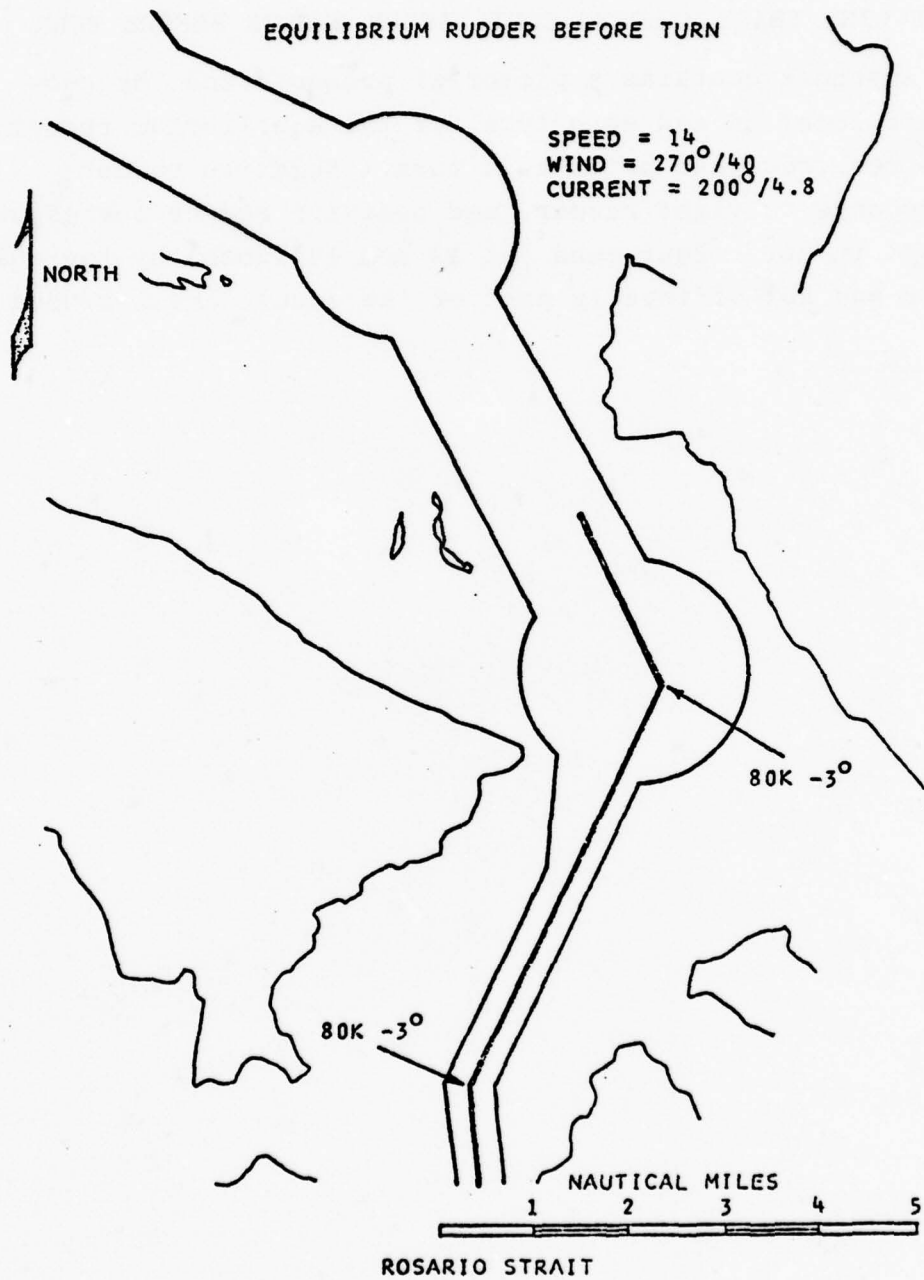 EQUILIBRIUM RUDDER BEFORE TURN
SPEED = 14
WIND = 270°/40
CURRENT = 200°/4.8
NORTH
80K -3°
80K -3°
NAUTICAL MILES
1 2 3 4 5
ROSARIO STRAIT